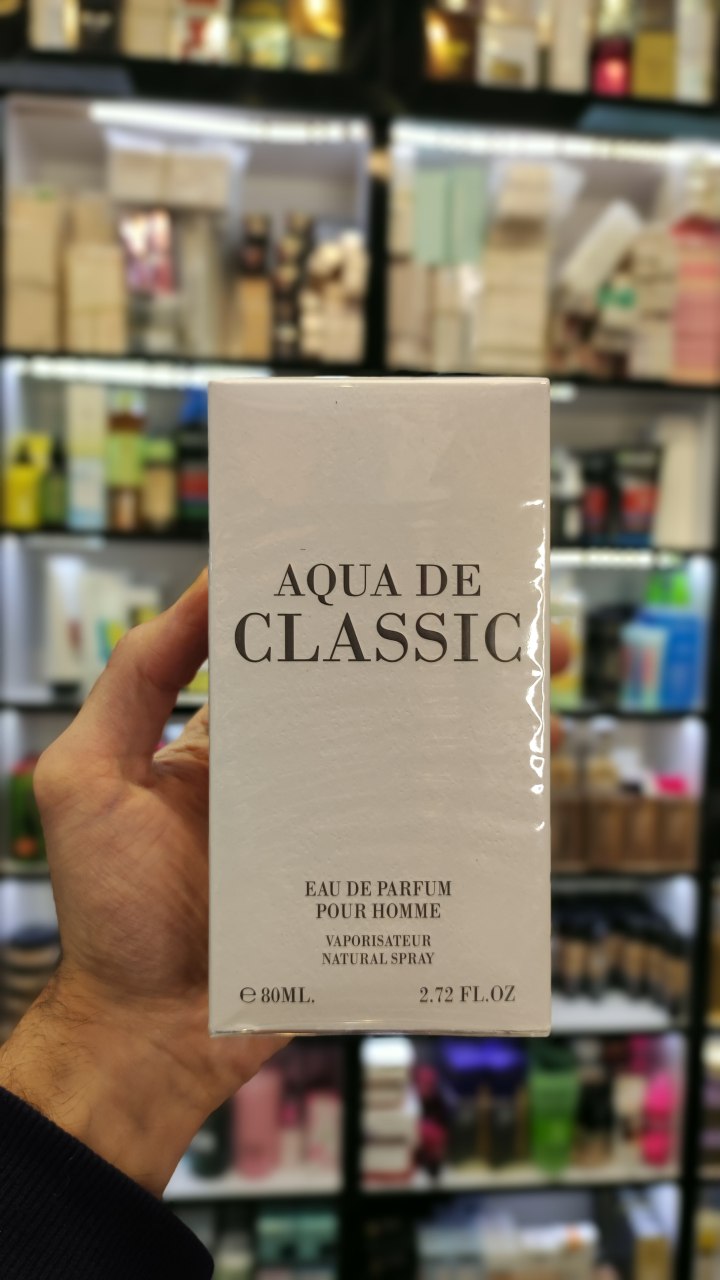 AQUA DE
CLASSIC
EAU DE PARFUM
POUR HOMME
VAPORISATEUR
NATURAL SPRAY
℮ 80ML. 2.72 FL.OZ